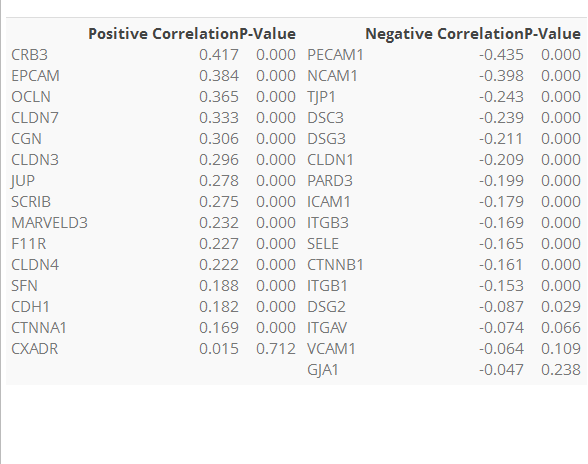 Positive Correlation P-Value Negative Correlation P-Value
CRB3 0.417 0.000 PECAM1 -0.435 0.000
EPCAM 0.384 0.000 NCAM1 -0.398 0.000
OCLN 0.365 0.000 TJP1 -0.243 0.000
CLDN7 0.333 0.000 DSC3 -0.239 0.000
CGN 0.306 0.000 DSG3 -0.211 0.000
CLDN3 0.296 0.000 CLDN1 -0.209 0.000
JUP 0.278 0.000 PARD3 -0.199 0.000
SCRIB 0.275 0.000 ICAM1 -0.179 0.000
MARVELD3 0.232 0.000 ITGB3 -0.169 0.000
F11R 0.227 0.000 SELE -0.165 0.000
CLDN4 0.222 0.000 CTNNB1 -0.161 0.000
SFN 0.188 0.000 ITGB1 -0.153 0.000
CDH1 0.182 0.000 DSG2 -0.087 0.029
CTNNA1 0.169 0.000 ITGAV -0.074 0.066
CXADR 0.015 0.712 VCAM1 -0.064 0.109
GJA1 -0.047 0.238